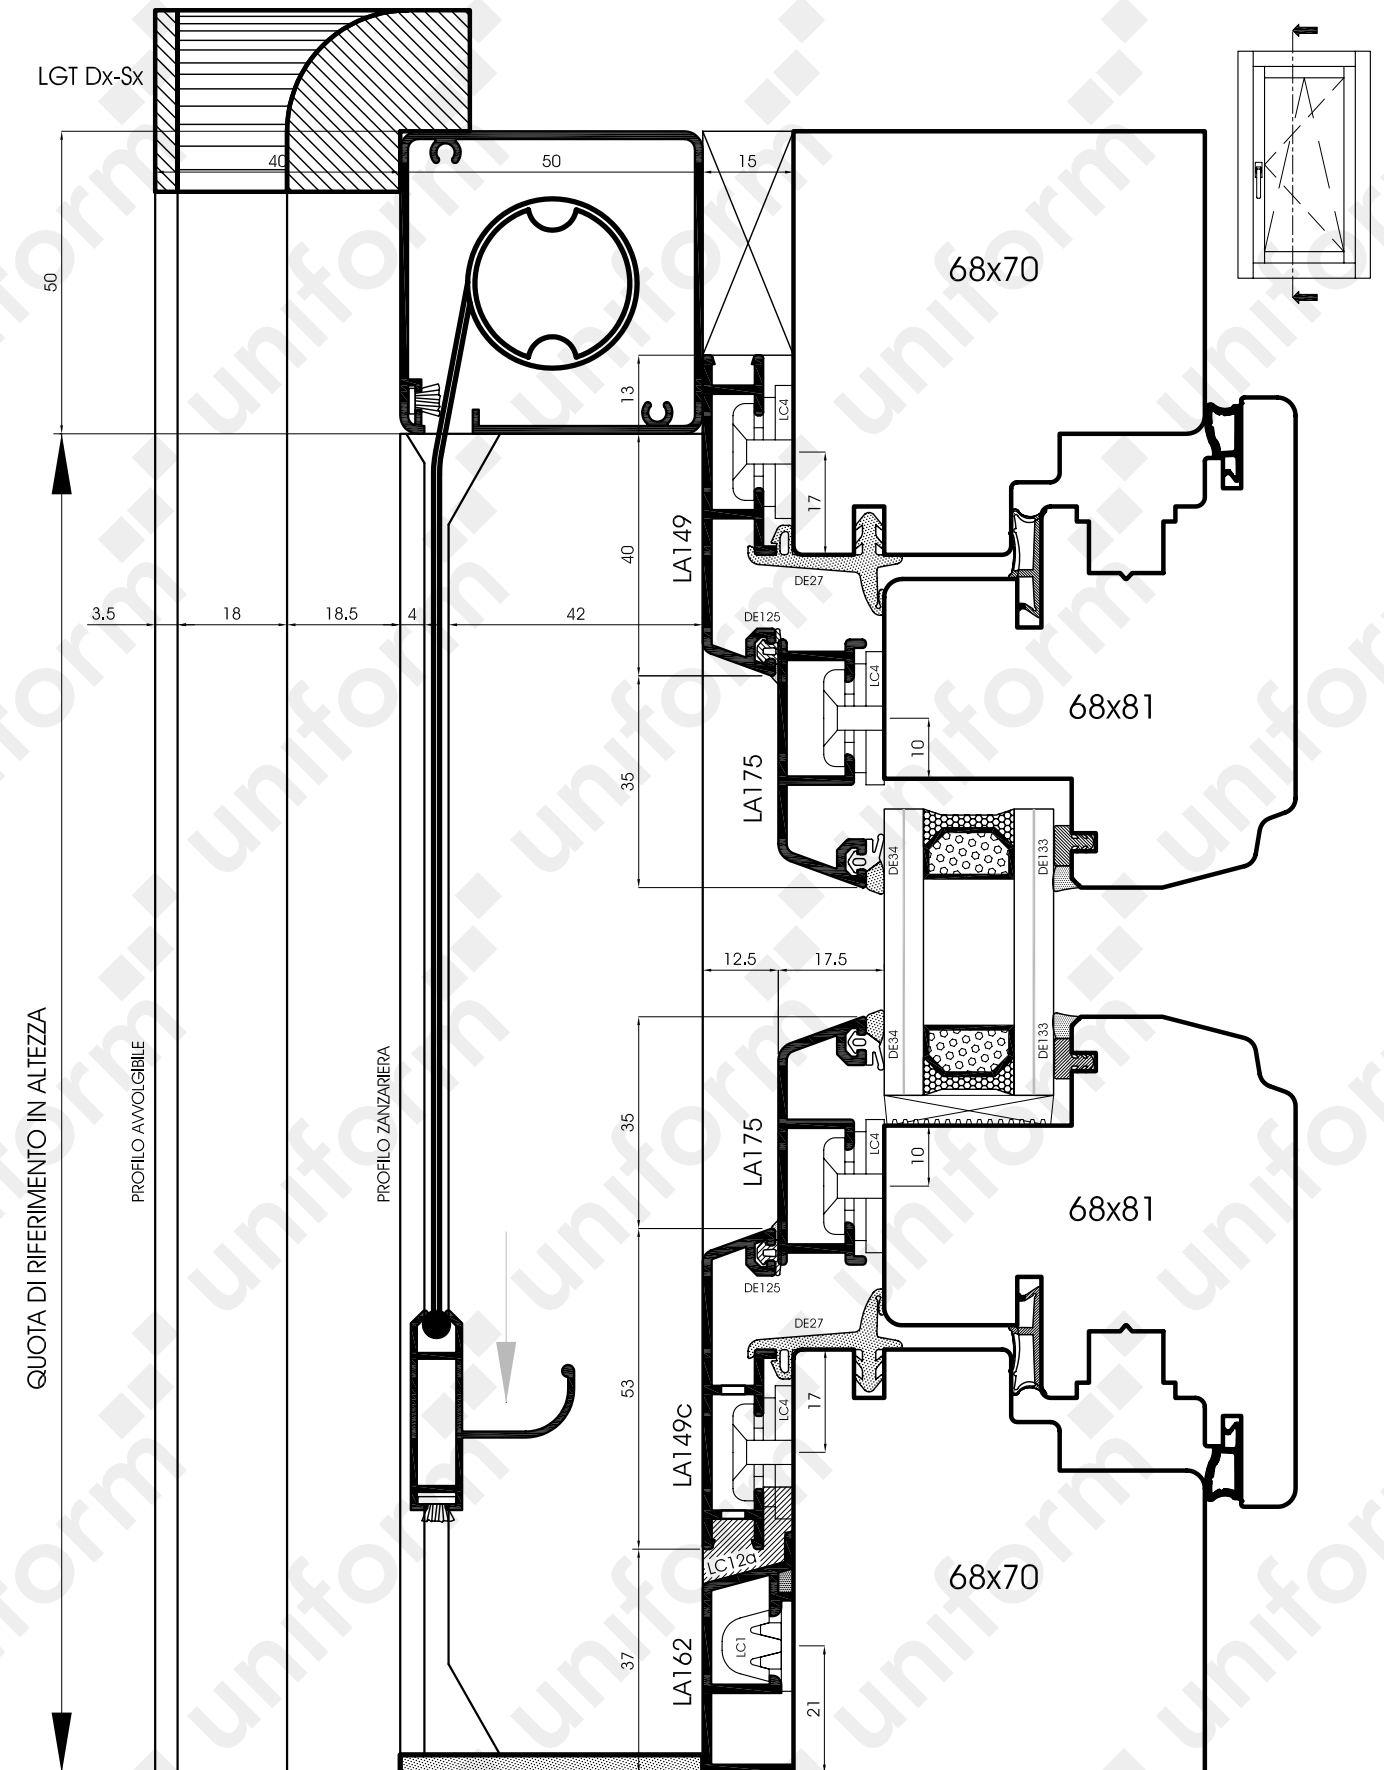 LGT Dx-Sx
40
50
15
68x70
50
13
LC4
17
LA149
40
DE27
3.5
18
18.5
4
42
DE125
LC4
68x81
10
35
LA175
DE34
DE133
12.5
17.5
QUOTA DI RIFERIMENTO IN ALTEZZA
PROFILO AVVOLGIBILE
PROFILO ZANZARIERA
DE34
DE133
35
LA175
LC4
10
68x81
DE125
DE27
53
LA149c
LC4
17
LC12a
68x70
LC1
37
LA162
21
uniform